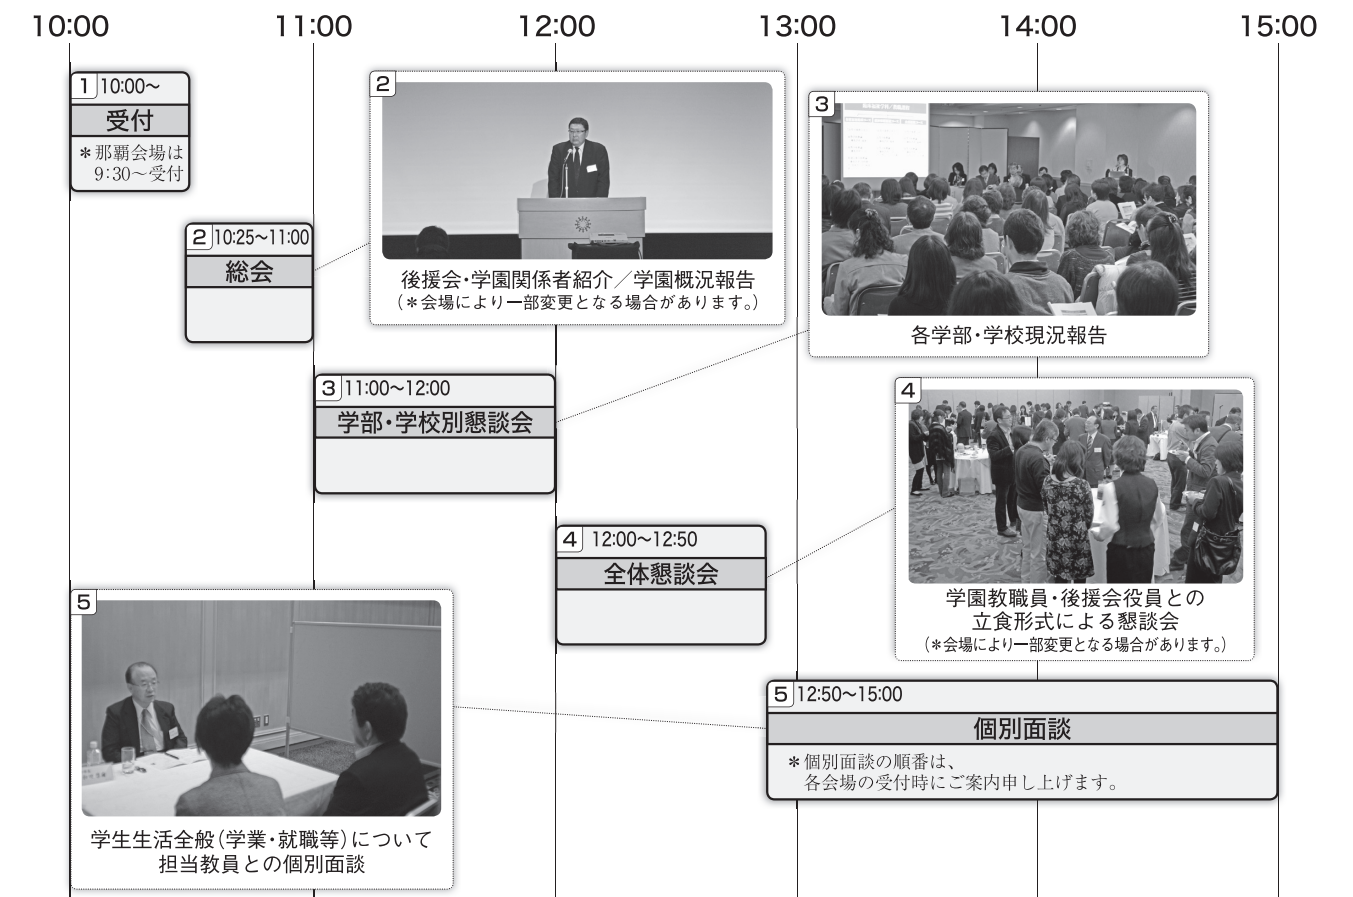 10:00 11:00 12:00 13:00 14:00 15:00
1 10:00〜
受付
＊那覇会場は
9:30〜受付
2 10:25〜11:00
総会
2
後援会・学園関係者紹介／学園概況報告
（＊会場により一部変更となる場合があります。）
3
各学部・学校現況報告
3 11:00〜12:00
学部・学校別懇談会
4
学園教職員・後援会役員との
立食形式による懇談会
（＊会場により一部変更となる場合があります。）
4 12:00〜12:50
全体懇談会
5
学生生活全般（学業・就職等）について
担当教員との個別面談
5 12:50〜15:00
個別面談
＊個別面談の順番は、
各会場の受付時にご案内申し上げます。